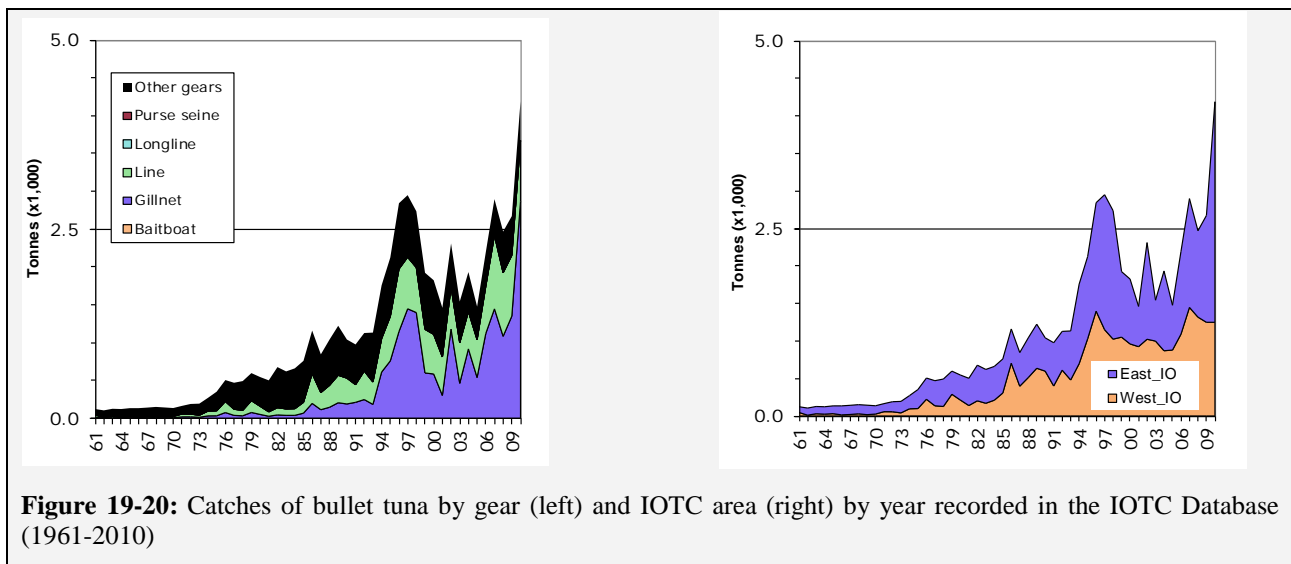 5.0
2.5
0.0
Tonnes (x1,000)
Other gears
Purse seine
Longline
Line
Gillnet
Baitboat
61 64 67 70 73 76 79 82 85 88 91 94 97 00 03 06 09
5.0
2.5
0.0
Tonnes (x1,000)
East_IO
West_IO
61 64 67 70 73 76 79 82 85 88 91 94 97 00 03 06 09
Figure 19-20: Catches of bullet tuna by gear (left) and IOTC area (right) by year recorded in the IOTC Database
(1961-2010)